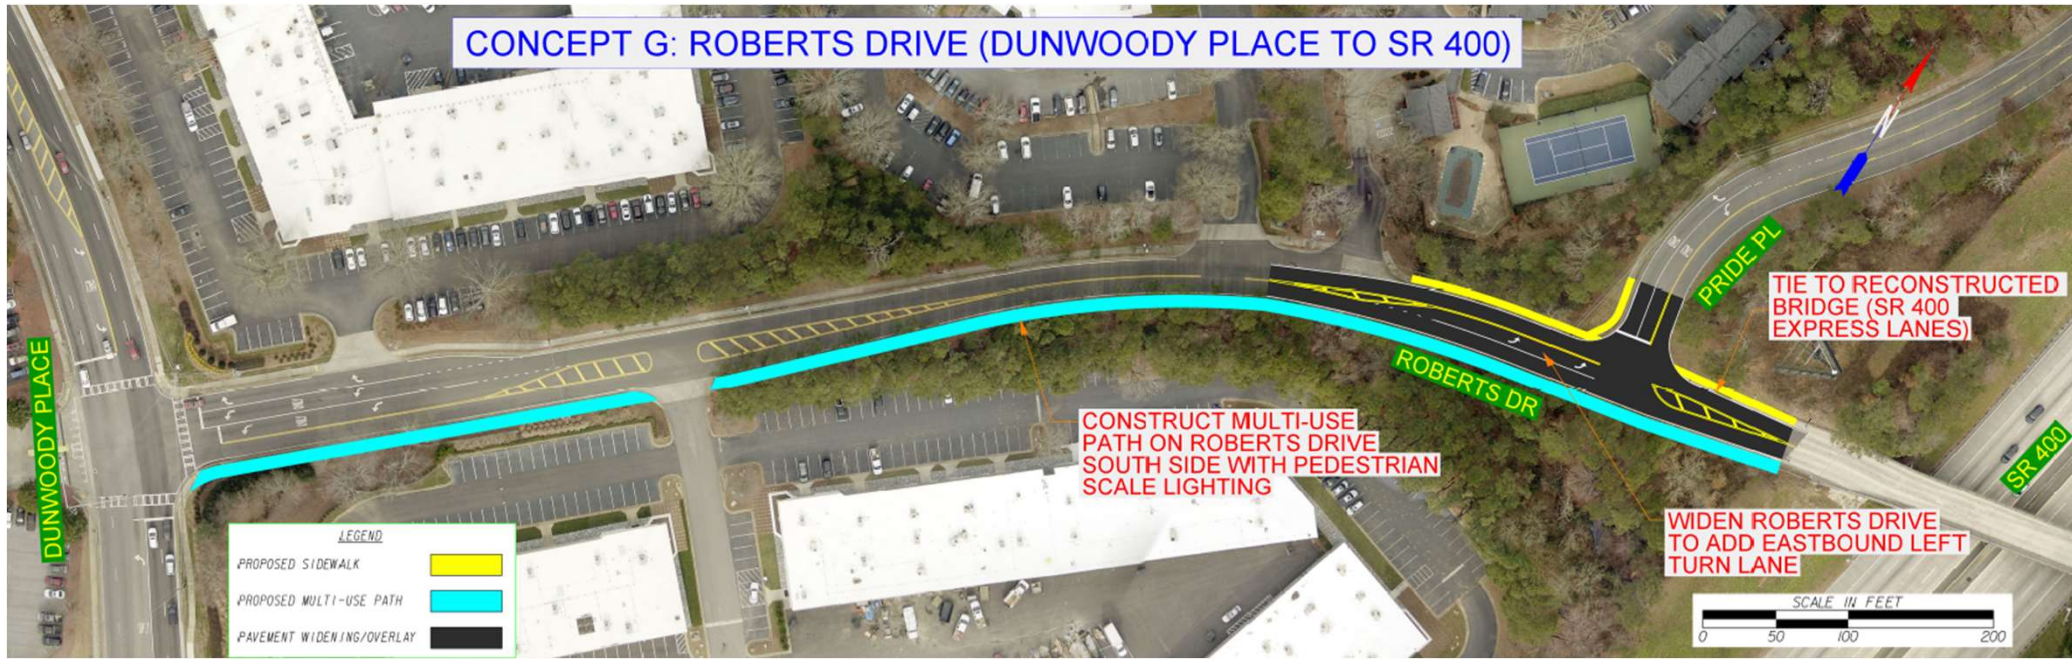 CONCEPT G: ROBERTS DRIVE (DUNWOODY PLACE TO SR 400)
N
PRIDE PL
TIE TO RECONSTRUCTED
BRIDGE (SR 400
EXPRESS LANES)
DUNWOODY PLACE
ROBERTS DR
SR 400
CONSTRUCT MULTI-USE
PATH ON ROBERTS DRIVE
SOUTH SIDE WITH PEDESTRIAN
SCALE LIGHTING
WIDEN ROBERTS DRIVE
TO ADD EASTBOUND LEFT
TURN LANE
LEGEND
PROPOSED SIDEWALK
PROPOSED MULTI-USE PATH
PAVEMENT WIDENING/OVERLAY
SCALE IN FEET
0 50 100 200